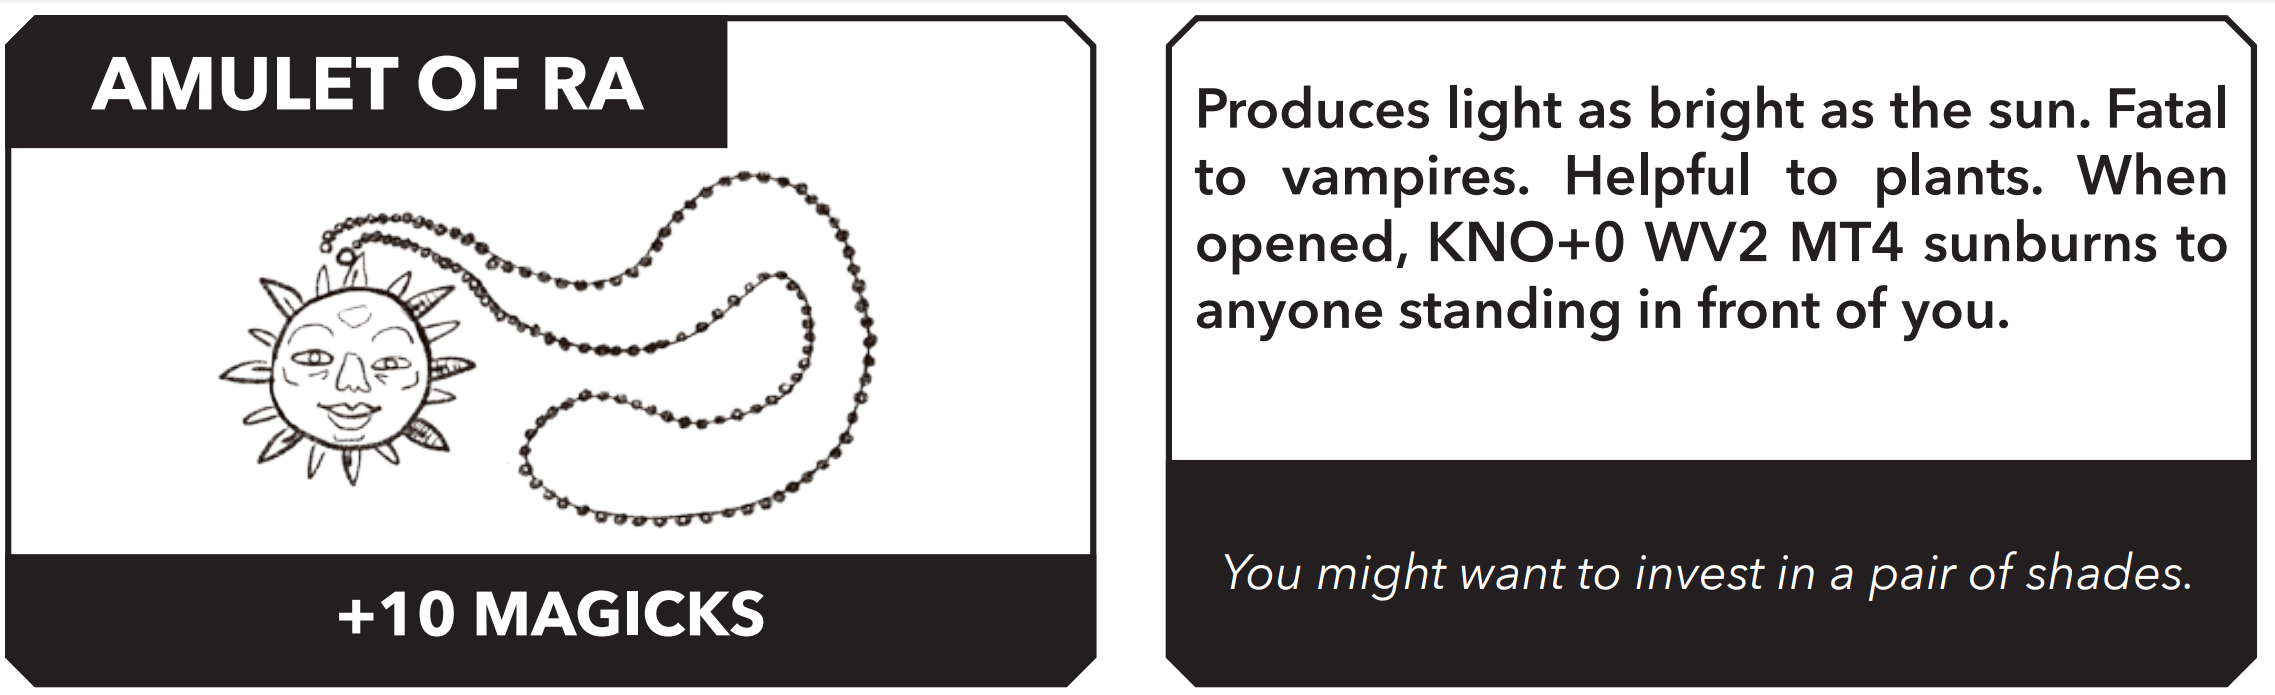 AMULET OF RA
+10 MAGICKS
Produces light as bright as the sun. Fatal
to vampires. Helpful to plants. When
opened, KNO+0 WV2 MT4 sunburns to
anyone standing in front of you.
You might want to invest in a pair of shades.